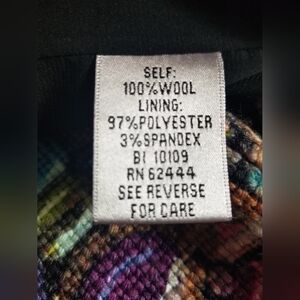 SELF:
100%WOOL
LINING:
97%POLYESTER
3%SPANDEX
BI 10109
RN 62444
SEE REVERSE
FOR CARE